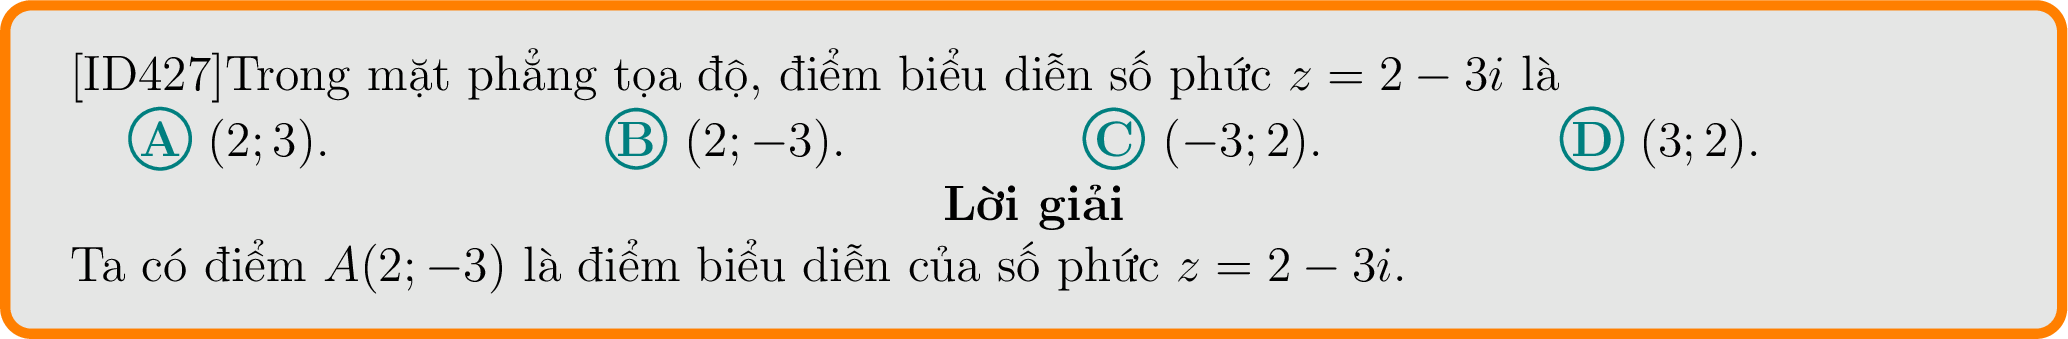 [ID427]Trong mặt phẳng tọa độ, điểm biểu diễn số phức z = 2 − 3i là
A (2; 3). B (2; −3). C (−3; 2). D (3; 2).
Lời giải
Ta có điểm A(2; −3) là điểm biểu diễn của số phức z = 2 − 3i.